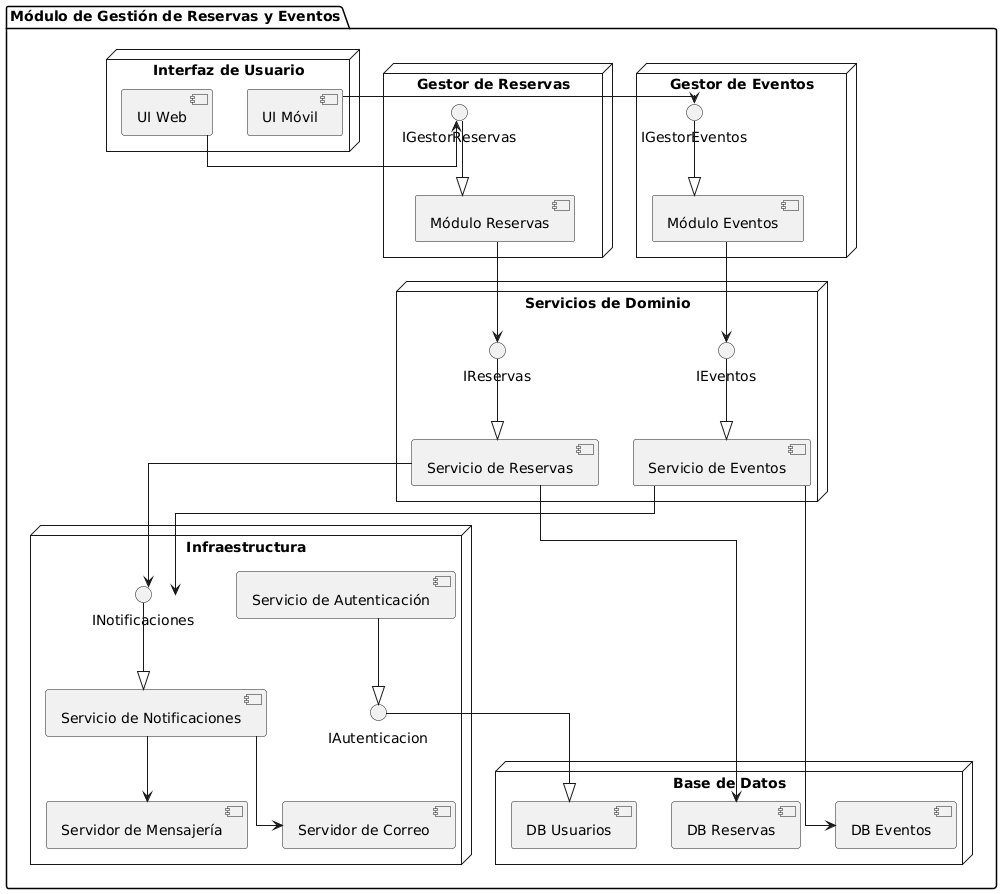 Módulo de Gestión de Reservas y Eventos
Interfaz de Usuario
UI Web
UI Móvil
Gestor de Reservas
IGestorReservas
Módulo Reservas
Gestor de Eventos
IGestorEventos
Módulo Eventos
Servicios de Dominio
IReservas
IEventos
Servicio de Reservas
Servicio de Eventos
Infraestructura
Servicio de Autenticación
INotificaciones
Servicio de Notificaciones
IAutenticacion
Servidor de Mensajería
Servidor de Correo
Base de Datos
DB Usuarios
DB Reservas
DB Eventos